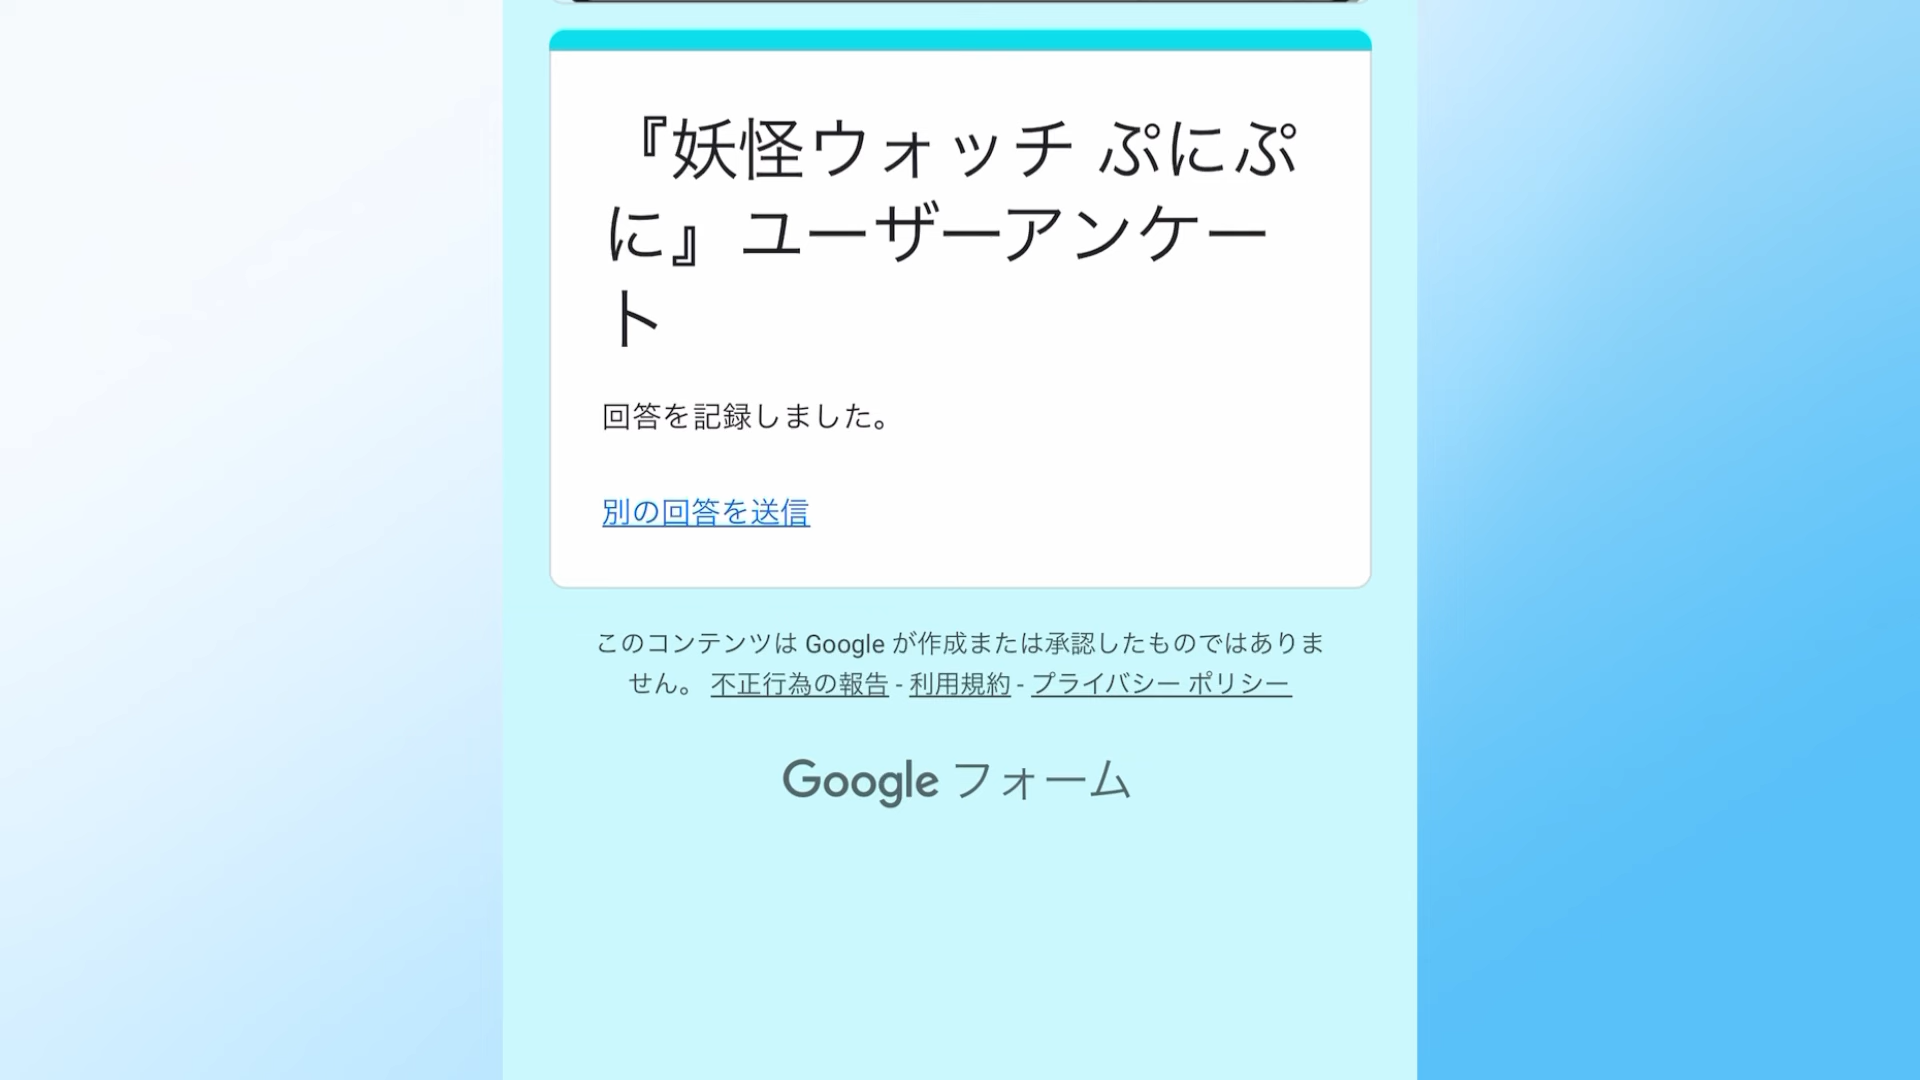 『妖怪ウォッチ ぷにぷ
に』ユーザーアンケー
ト
回答を記録しました。
別の回答を送信
このコンテンツは Google が作成または承認したものではありま
せん。 不正行為の報告 - 利用規約 - プライバシー ポリシー
Google フォーム